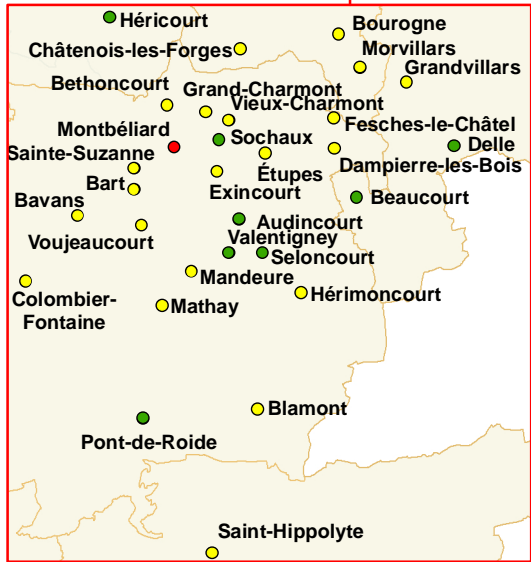 Héricourt
Bourogne
Châtenois-les-Forges
Morvillars
Grandvillars
Bethoncourt
Grand-Charmont
Vieux-Charmont
Fesches-le-Châtel
Montbéliard
Sochaux
Delle
Sainte-Suzanne
Dampierre-les-Bois
Étupes
Bart
Exincourt
Beaucourt
Bavans
Audincourt
Voujeaucourt
Valentigney
Seloncourt
Mandeure
Colombier-
Fontaine
Hérimoncourt
Mathay
Blamont
Pont-de-Roide
Saint-Hippolyte